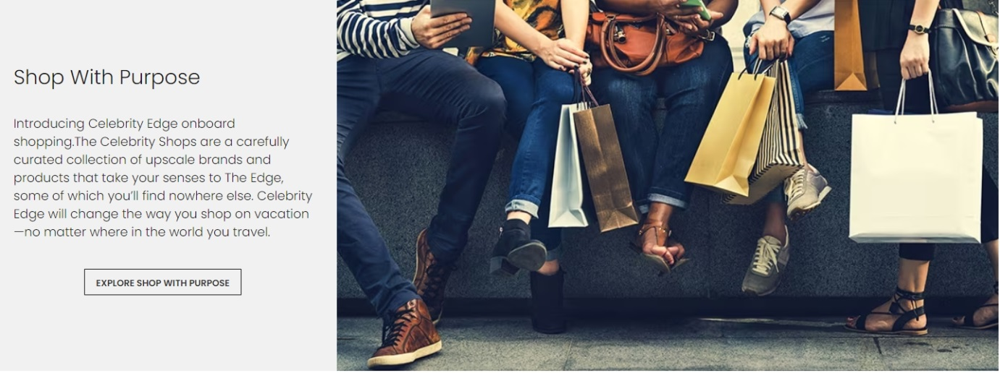 Shop With Purpose
Introducing Celebrity Edge onboard
shopping.The Celebrity Shops are a carefully
curated collection of upscale brands and
products that take your senses to The Edge,
some of which you’ll find nowhere else. Celebrity
Edge will change the way you shop on vacation
—no matter where in the world you travel.
EXPLORE SHOP WITH PURPOSE